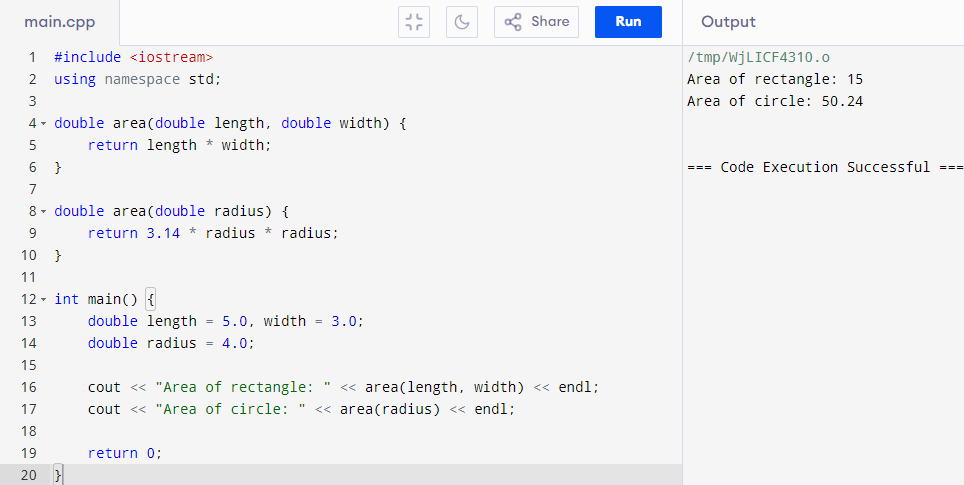 main.cpp
Share
Run
Output
1 #include <iostream>
2 using namespace std;
3
4 double area(double length, double width) {
5     return length * width;
6 }
7
8 double area(double radius) {
9     return 3.14 * radius * radius;
10 }
11
12 int main() {
13     double length = 5.0, width = 3.0;
14     double radius = 4.0;
15
16     cout << "Area of rectangle: " << area(length, width) << endl;
17     cout << "Area of circle: " << area(radius) << endl;
18
19     return 0;
20 }
/tmp/WjLICF4310.o
Area of rectangle: 15
Area of circle: 50.24
=== Code Execution Successful ===